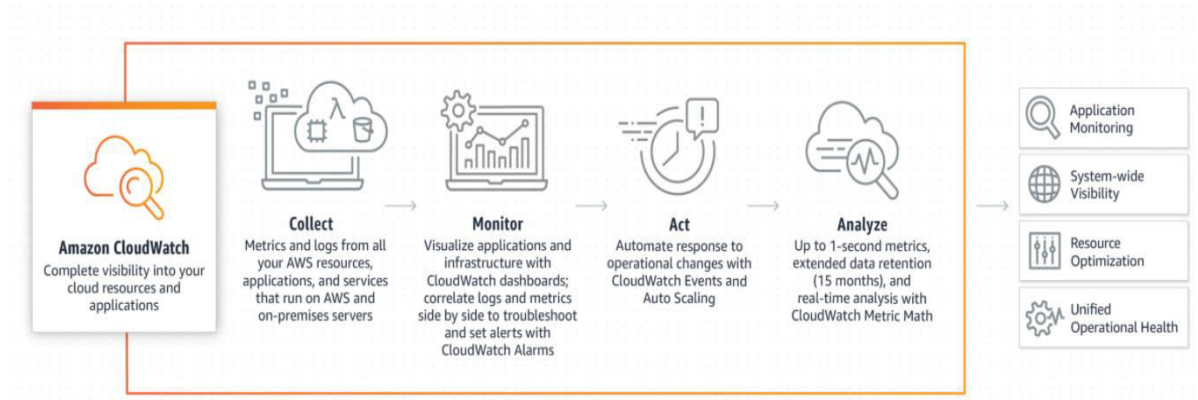 Amazon CloudWatch
Complete visibility into your
cloud resources and
applications
Collect
Metrics and logs from all
your AWS resources,
applications, and services
that run on AWS and
on-premises servers
Monitor
Visualize applications and
infrastructure with
CloudWatch dashboards;
correlate logs and metrics
side by side to troubleshoot
and set alerts with
CloudWatch Alarms
Act
Automate response to
operational changes with
CloudWatch Events and
Auto Scaling
Analyze
Up to 1-second metrics,
extended data retention
(15 months), and
real-time analysis with
CloudWatch Metric Math
Application
Monitoring
System-wide
Visibility
Resource
Optimization
Unified
Operational Health